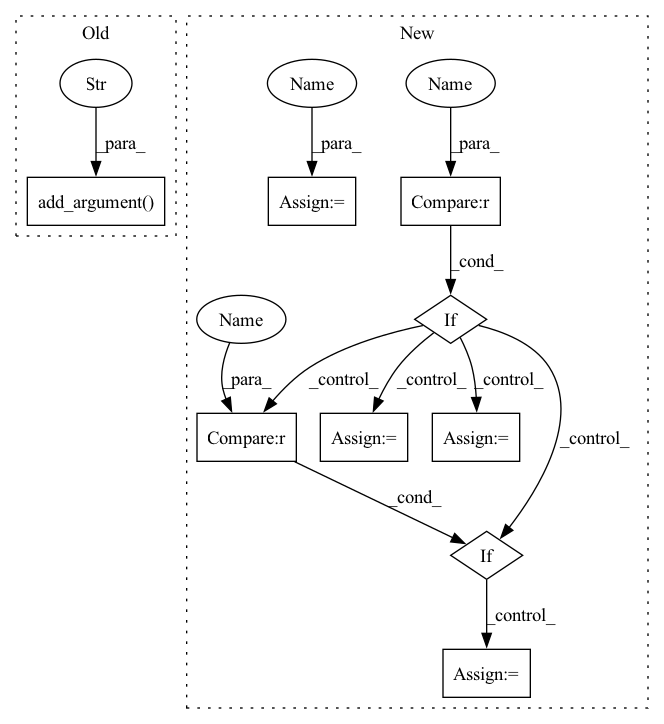 Old
New
Str
Name
Name
_para_
_para_
_para_
add_argument()
Assign:=
Compare:r
_cond_
Name
If
_para_
_control_
_control_
_control_
Compare:r
Assign:=
Assign:=
_control_
_cond_
If
_control_
Assign:=